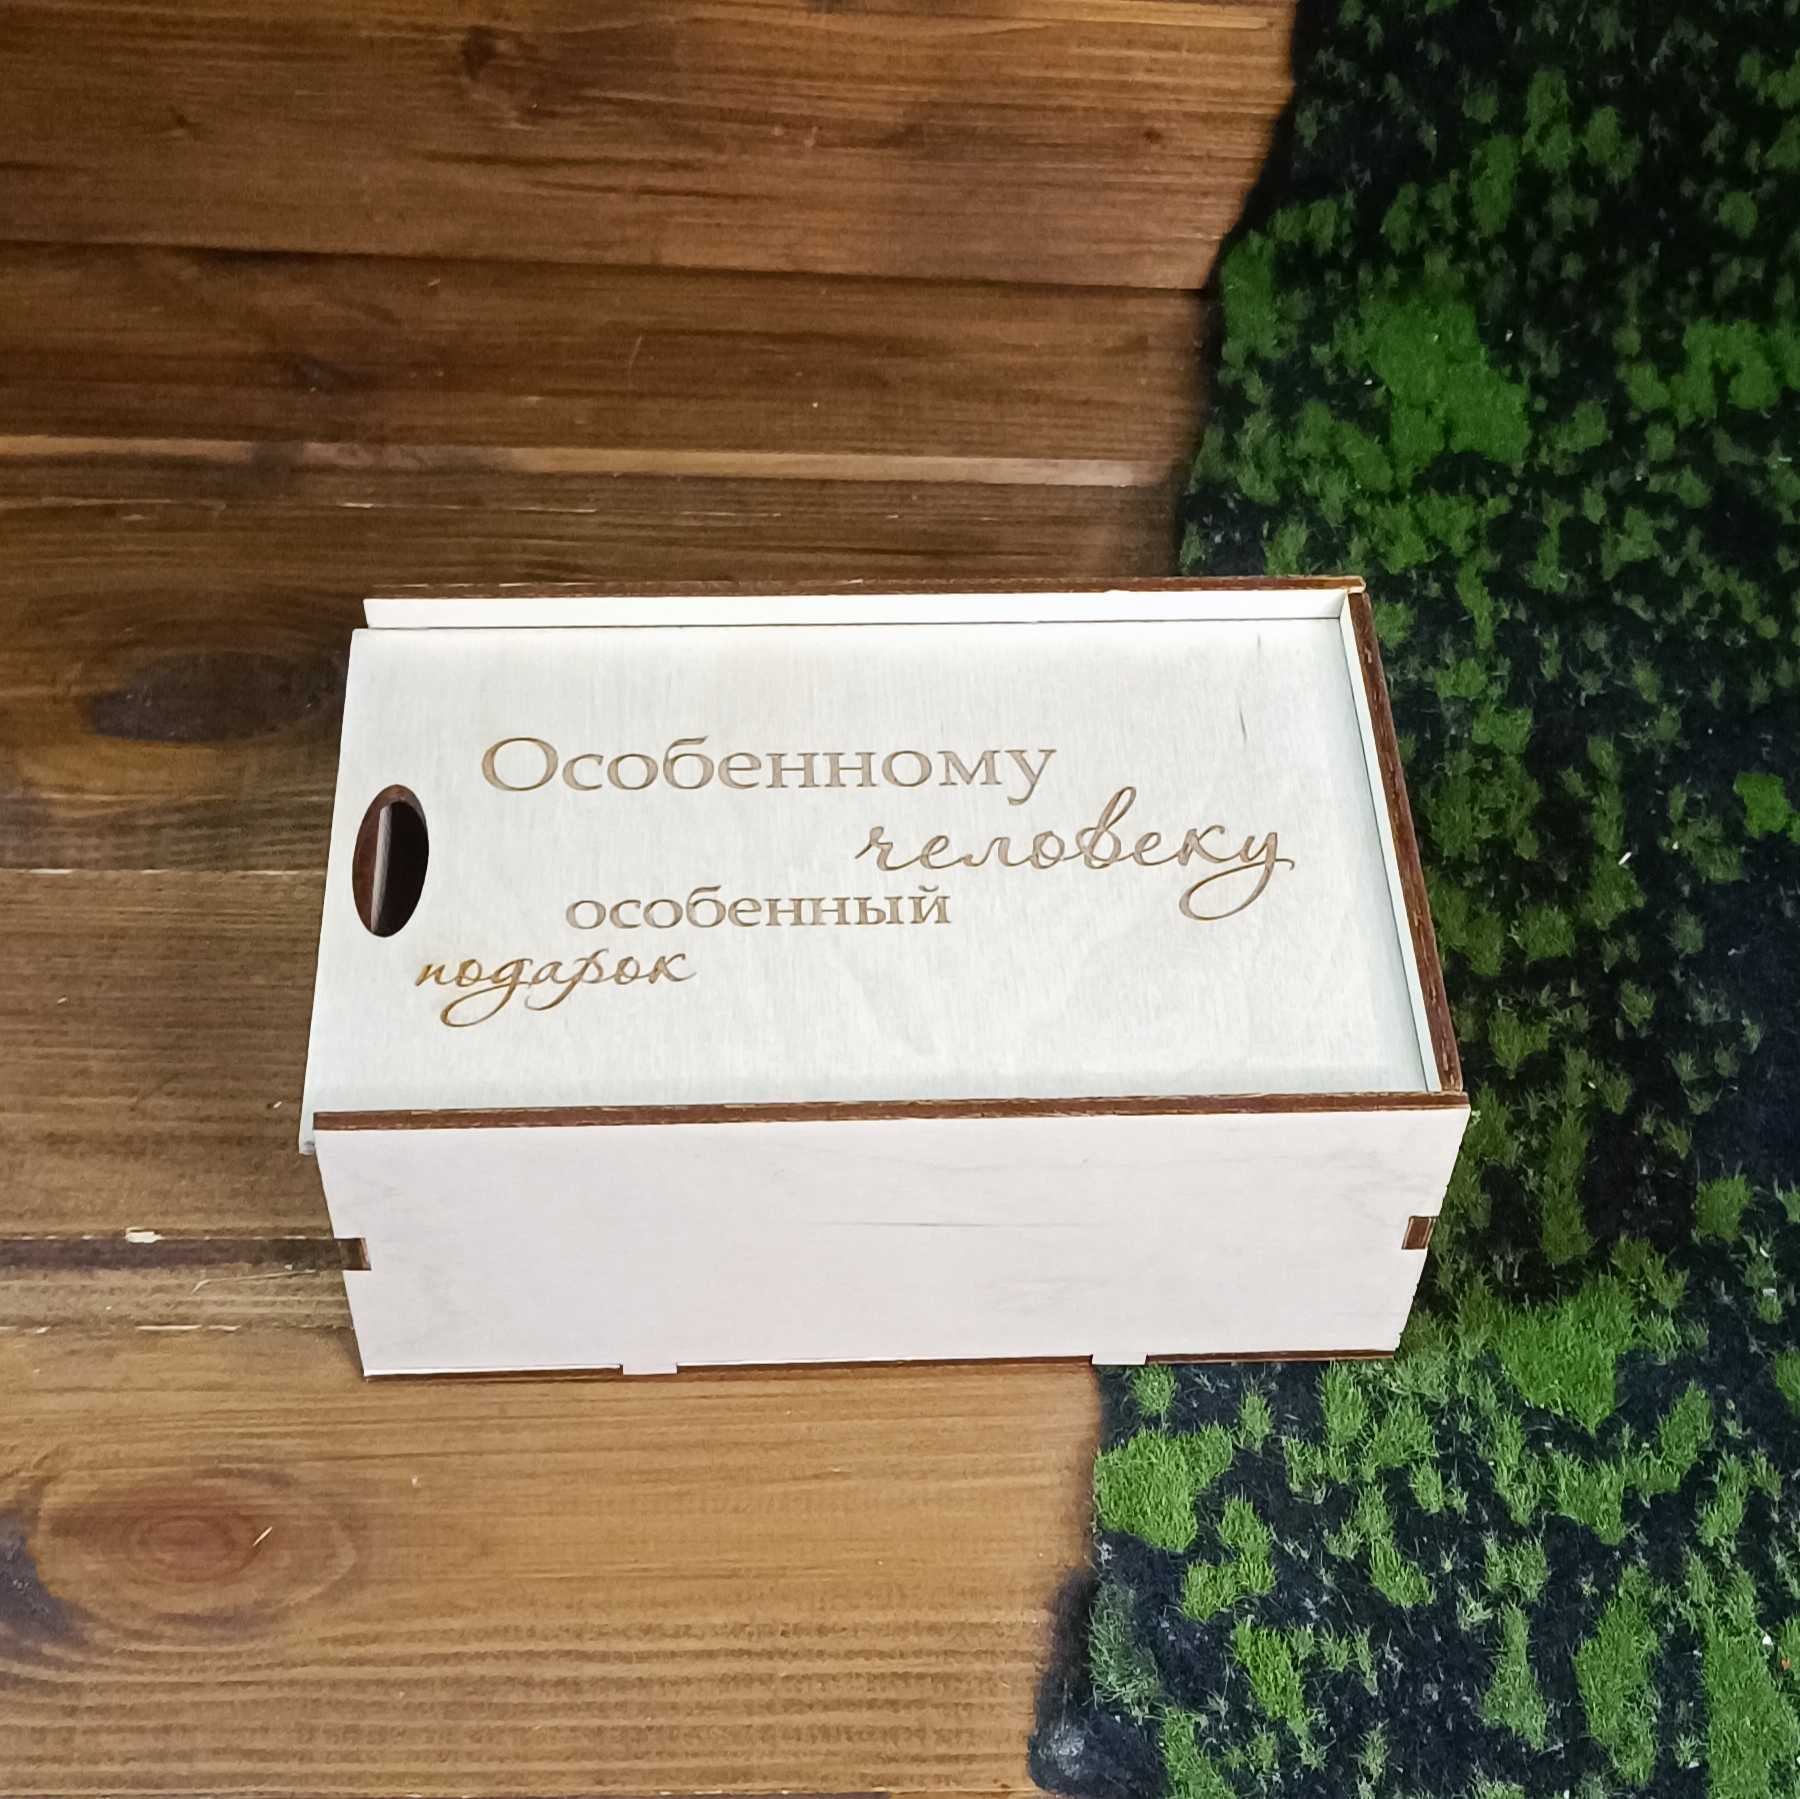 Особенному
человеку
особенный
подарок